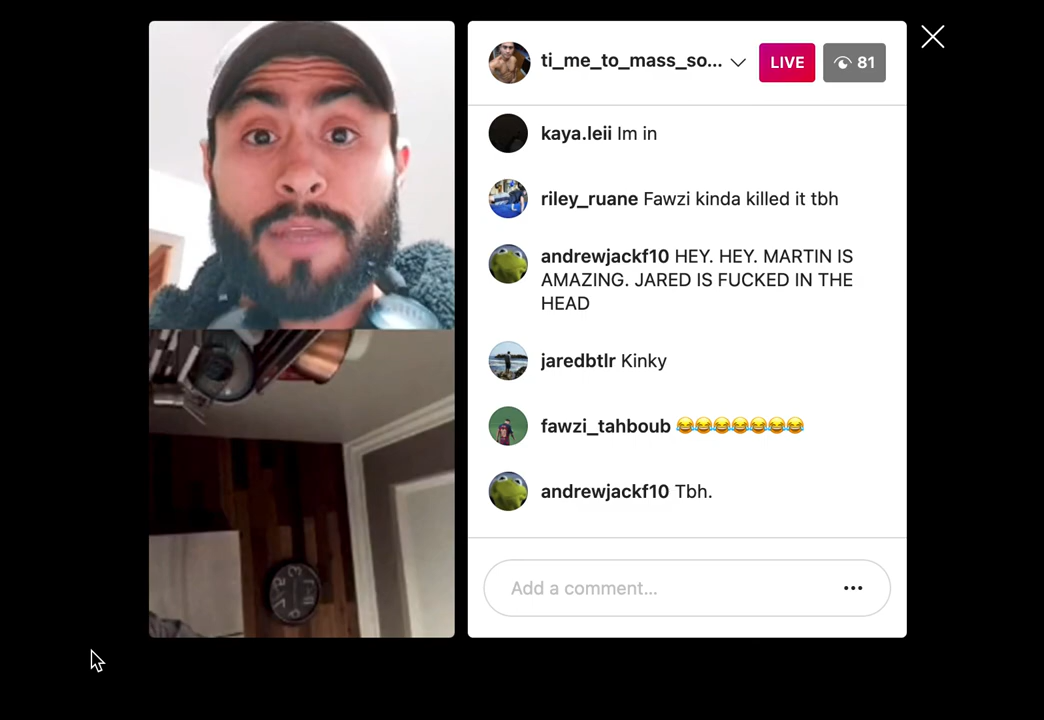 ti_me_to_mass_so...
LIVE
81
kaya.leii Im in
riley_ruane Fawzi kinda killed it tbh
andrewjackf10 HEY. HEY. MARTIN IS
AMAZING. JARED IS FUCKED IN THE
HEAD
jaredbtlr Kinky
fawzi_tahboub 😂😂😂😂😂😂😂
andrewjackf10 Tbh.
Add a comment...